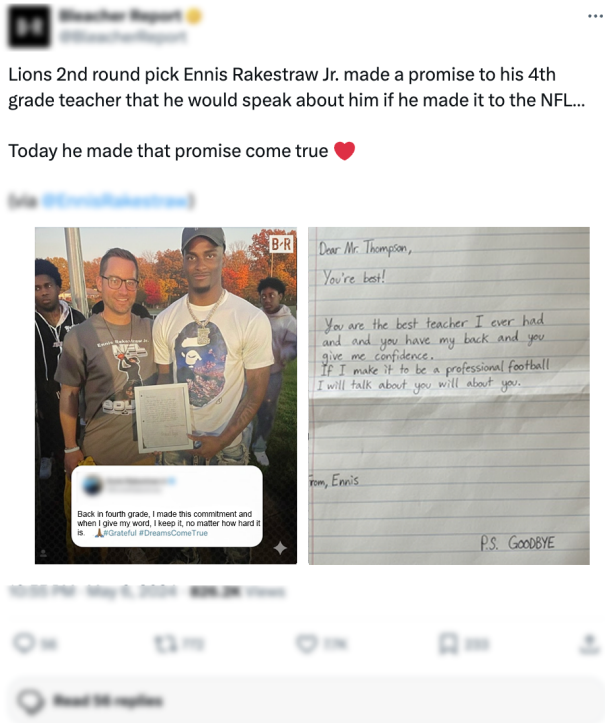 Lions 2nd round pick Ennis Rakestraw Jr. made a promise to his 4th
grade teacher that he would speak about him if he made it to the NFL...
Today he made that promise come true ❤️
B·R
Ennis Rakestraw Jr.
NFL
Back in fourth grade, I made this commitment and
when I give my word, I keep it, no matter how hard it
is. 🙏🏾#Grateful #DreamsComeTrue
Dear Mr. Thompson,
You're best!
You are the best teacher I ever had
and and you have my back and you
give me confidence.
If I make it to be a professional football
I will talk about you will about you.
rom, Ennis
P.S. GOODBYE